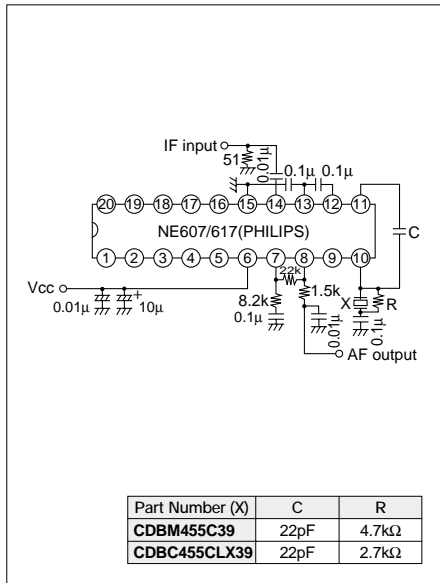 IF input
51
0.01μ
0.1μ
0.1μ
20 19 18 17 16 15 14 13 12 11
NE607/617(PHILIPS)
C
1 2 3 4 5 6 7 8 9 10
Vcc
0.01μ
+
10μ
22k
8.2k
0.1μ
1.5k
0.01μ
X
R
0.1μ
AF output
Part Number (X) C R
CDBM455C39 22pF 4.7kΩ
CDBC455CLX39 22pF 2.7kΩ